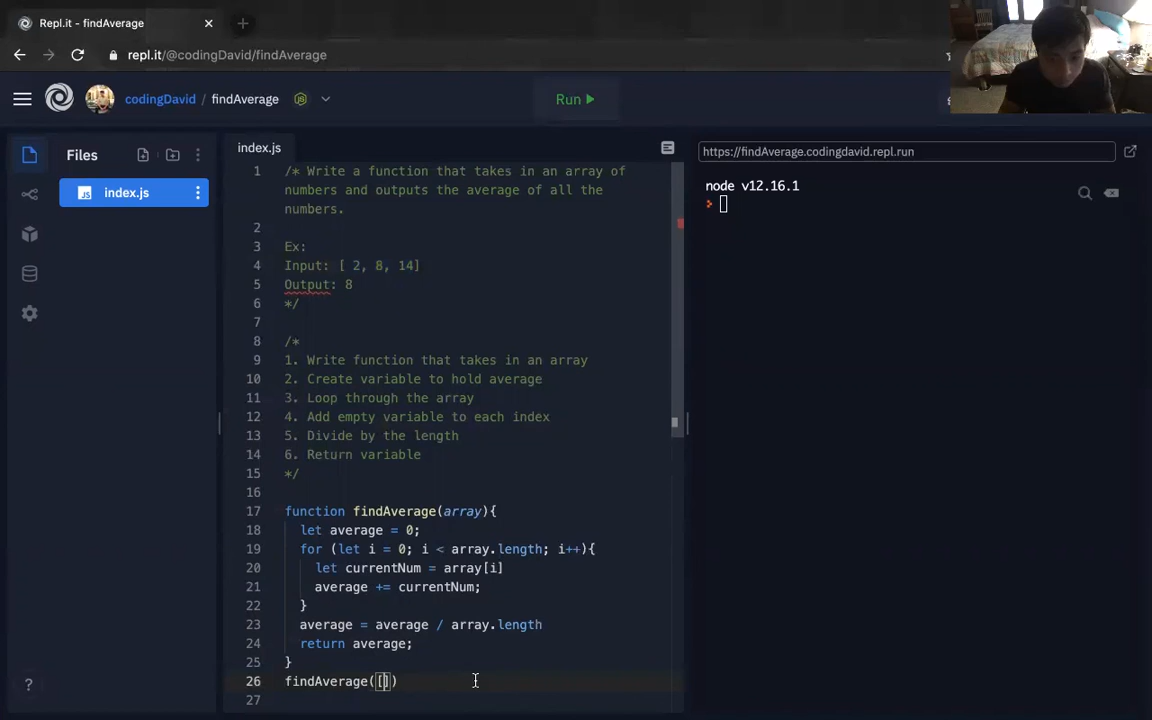 Repl.it - findAverage
repl.it/@codingDavid/findAverage
codingDavid / findAverage
Run
Files
index.js
index.js
https://findAverage.codingdavid.repl.run
node v12.16.1
1 /* Write a function that takes in an array of
numbers and outputs the average of all the
numbers.
2
3 Ex:
4 Input: [ 2, 8, 14]
5 Output: 8
6 */
7
8 /*
9 1. Write function that takes in an array
10 2. Create variable to hold average
11 3. Loop through the array
12 4. Add empty variable to each index
13 5. Divide by the length
14 6. Return variable
15 */
16
17 function findAverage(array){
18 let average = 0;
19 for (let i = 0; i < array.length; i++){
20 let currentNum = array[i]
21 average += currentNum;
22 }
23 average = average / array.length
24 return average;
25 }
26 findAverage([])
27